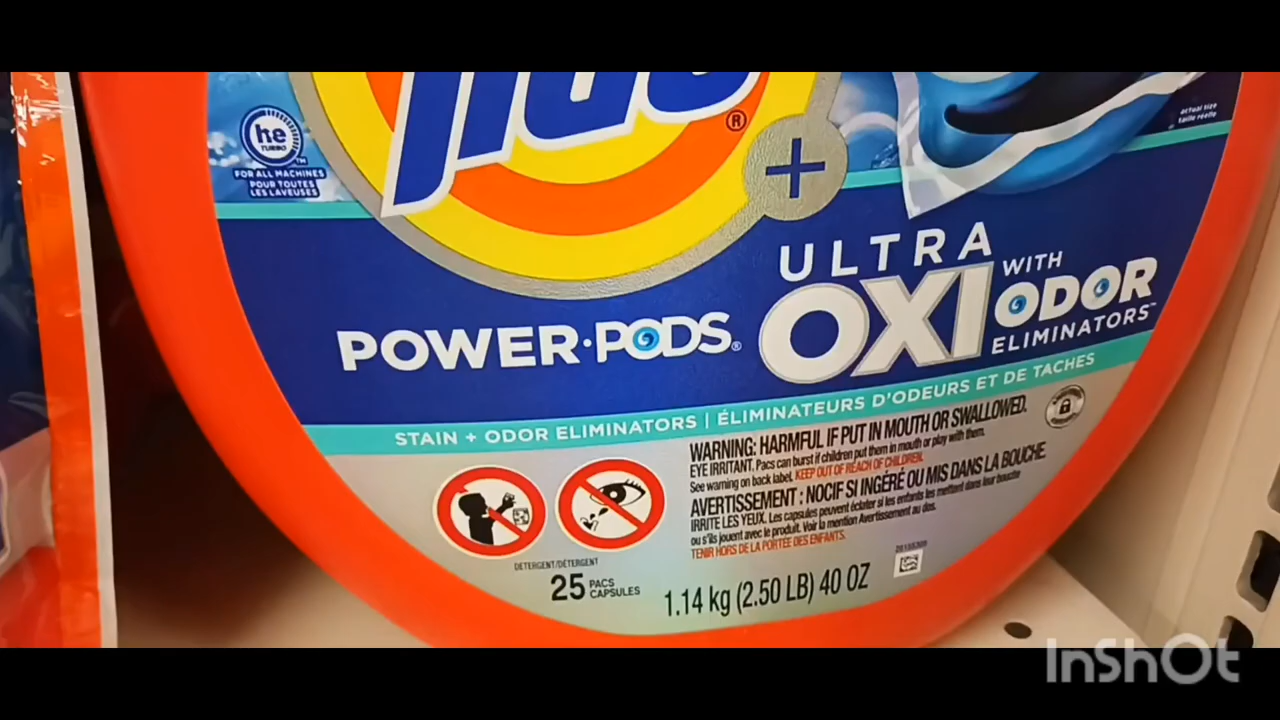 Tide®
+
he
TURBO™
FOR ALL MACHINES
POUR TOUTES
LES LAVEUSES
actual size
taille réelle
ULTRA
OXI
WITH
ODOR
ELIMINATORS™
POWER·PODS®
STAIN + ODOR ELIMINATORS | ÉLIMINATEURS D'ODEURS ET DE TACHES
WARNING: HARMFUL IF PUT IN MOUTH OR SWALLOWED.
EYE IRRITANT. Pacs can burst if children put them in mouth or play with them.
See warning on back label. KEEP OUT OF REACH OF CHILDREN.
AVERTISSEMENT : NOCIF SI INGÉRÉ OU MIS DANS LA BOUCHE.
IRRITE LES YEUX. Les capsules peuvent éclater si les enfants les mettent dans leur bouche
ou s'ils jouent avec le produit. Voir la mention Avertissement au dos.
TENIR HORS DE LA PORTÉE DES ENFANTS.
DETERGENT/DÉTERGENT
25 PACS
CAPSULES
1.14 kg (2.50 LB) 40 OZ
InShOt